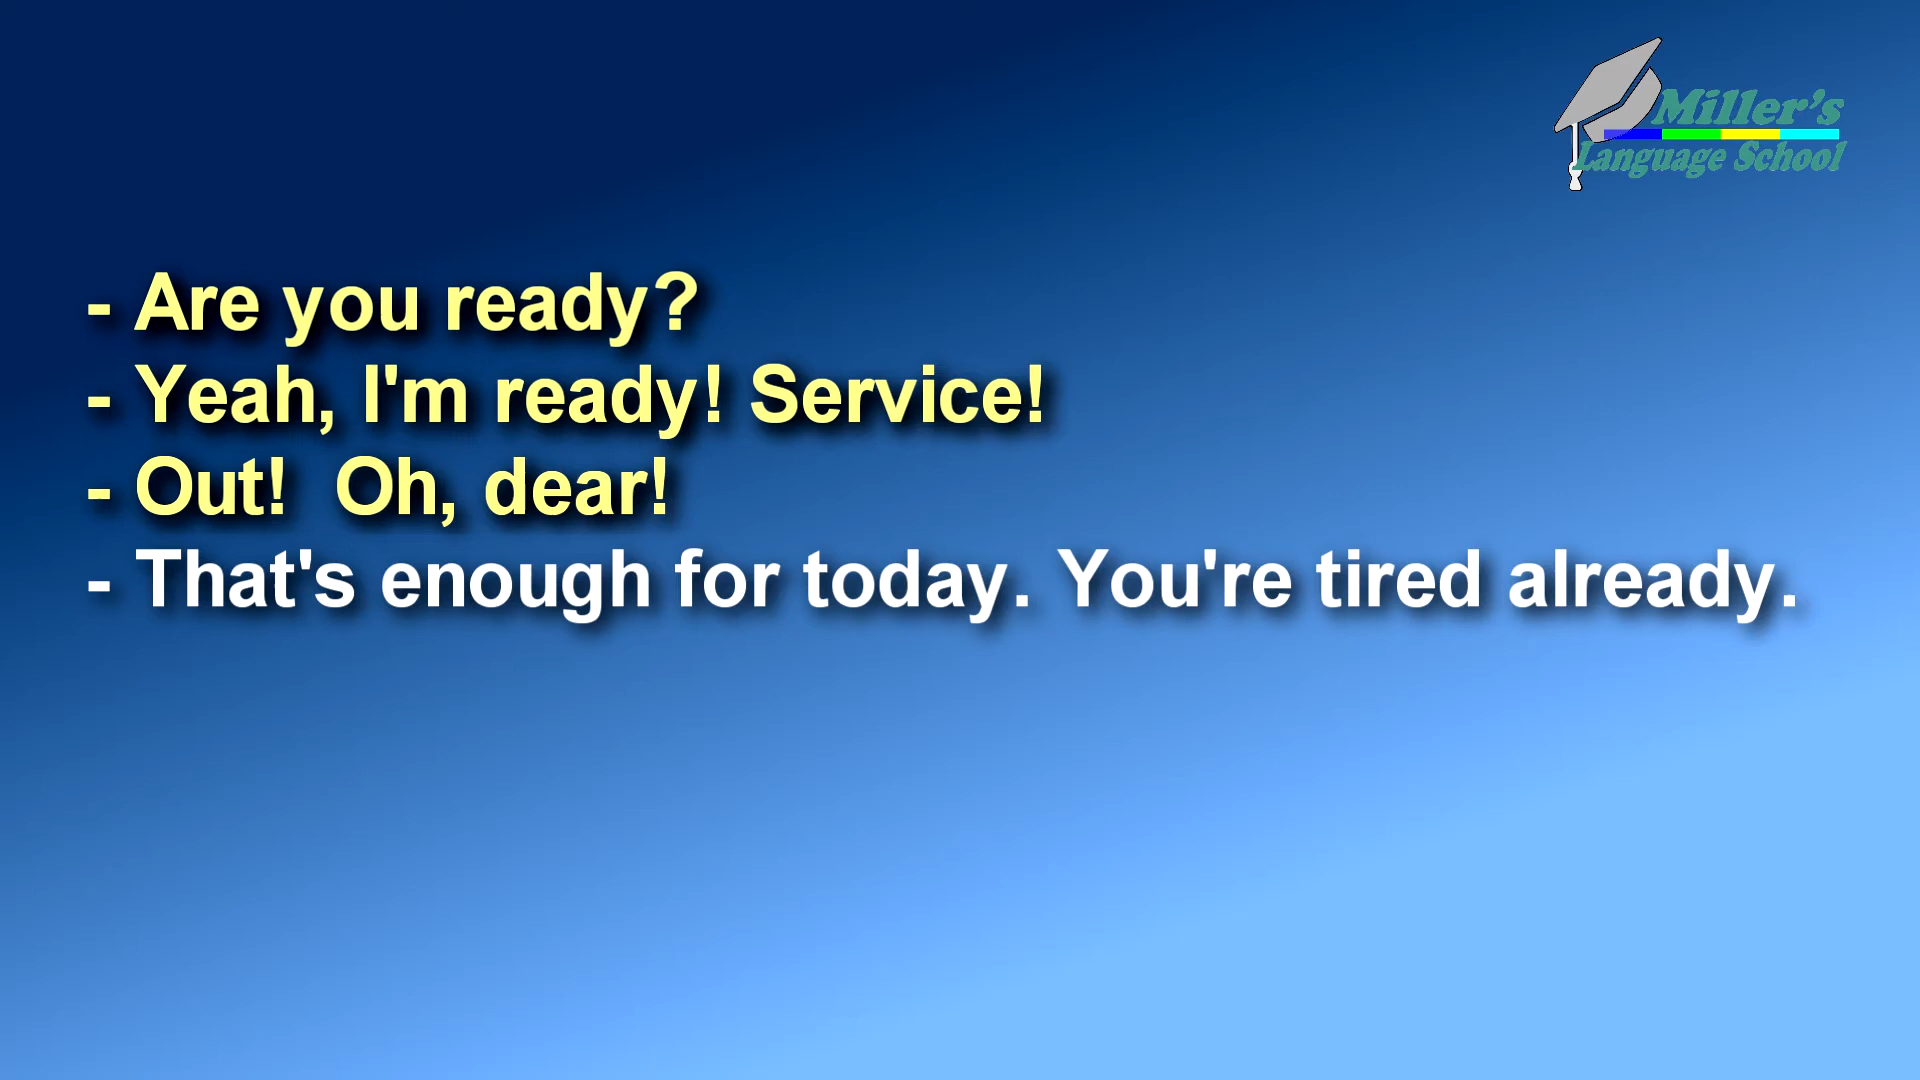 Miller's
Language School
- Are you ready?
- Yeah, I'm ready! Service!
- Out!  Oh, dear!
- That's enough for today. You're tired already.